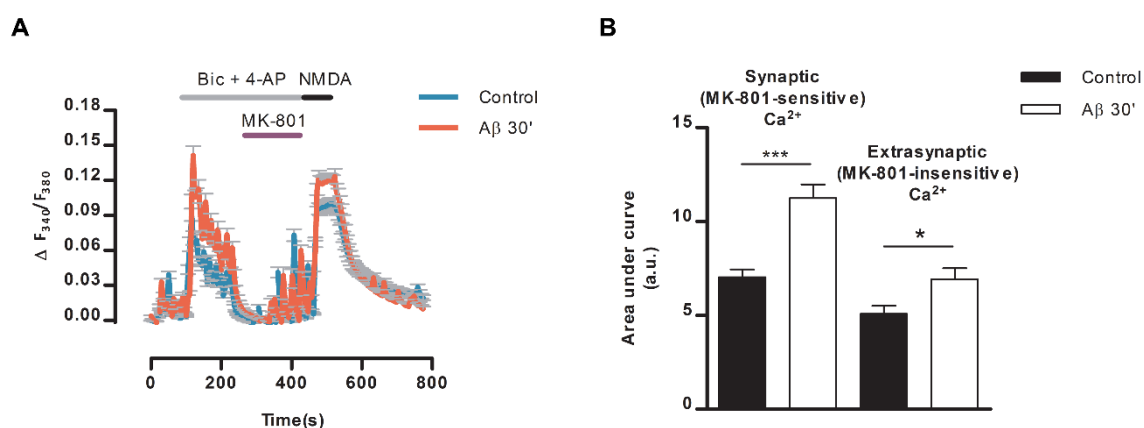 A
Bic + 4-AP
NMDA
MK-801
Control
Aβ 30'
0.18
0.15
0.12
0.09
0.06
0.03
0.00
Δ F340/F380
0
200
400
600
800
Time(s)
B
Synaptic
(MK-801-sensitive)
Ca2+
***
Extrasynaptic
(MK-801-insensitive)
Ca2+
*
Control
Aβ 30'
15
10
5
0
Area under curve
(a.u.)